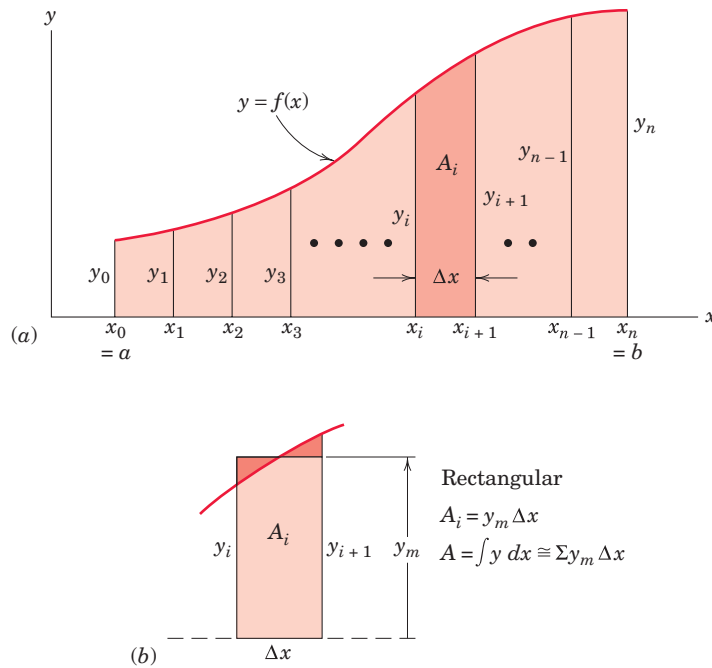 y
y = f(x)
y_n
y_{n − 1}
A_i
y_{i + 1}
y_i
y_0 y_1 y_2 y_3
Δx
x
(a)
x_0 x_1 x_2 x_3 x_i x_{i + 1} x_{n − 1} x_n
= a = b
Rectangular
A_i = y_m Δx
A_i
y_i y_{i + 1} y_m
A = ∫ y dx ≅ Σy_m Δx
(b)
Δx